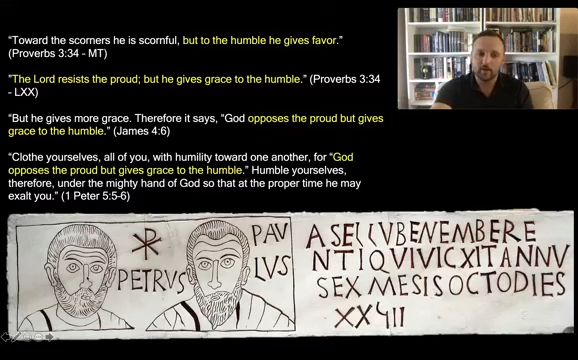 “Toward the scorners he is scornful, but to the humble he gives favor.”
(Proverbs 3:34 - MT)
”The Lord resists the proud; but he gives grace to the humble.” (Proverbs 3:34
- LXX)
“But he gives more grace. Therefore it says, “God opposes the proud but gives
grace to the humble.” (James 4:6)
“Clothe yourselves, all of you, with humility toward one another, for “God
opposes the proud but gives grace to the humble.” Humble yourselves,
therefore, under the mighty hand of God so that at the proper time he may
exalt you.” (1 Peter 5:5-6)
PETRVS
PAV
LVS
ASELLVBENEMBERE
NTIQVIVICXITANNV
SEX MESIS OCTO DIES